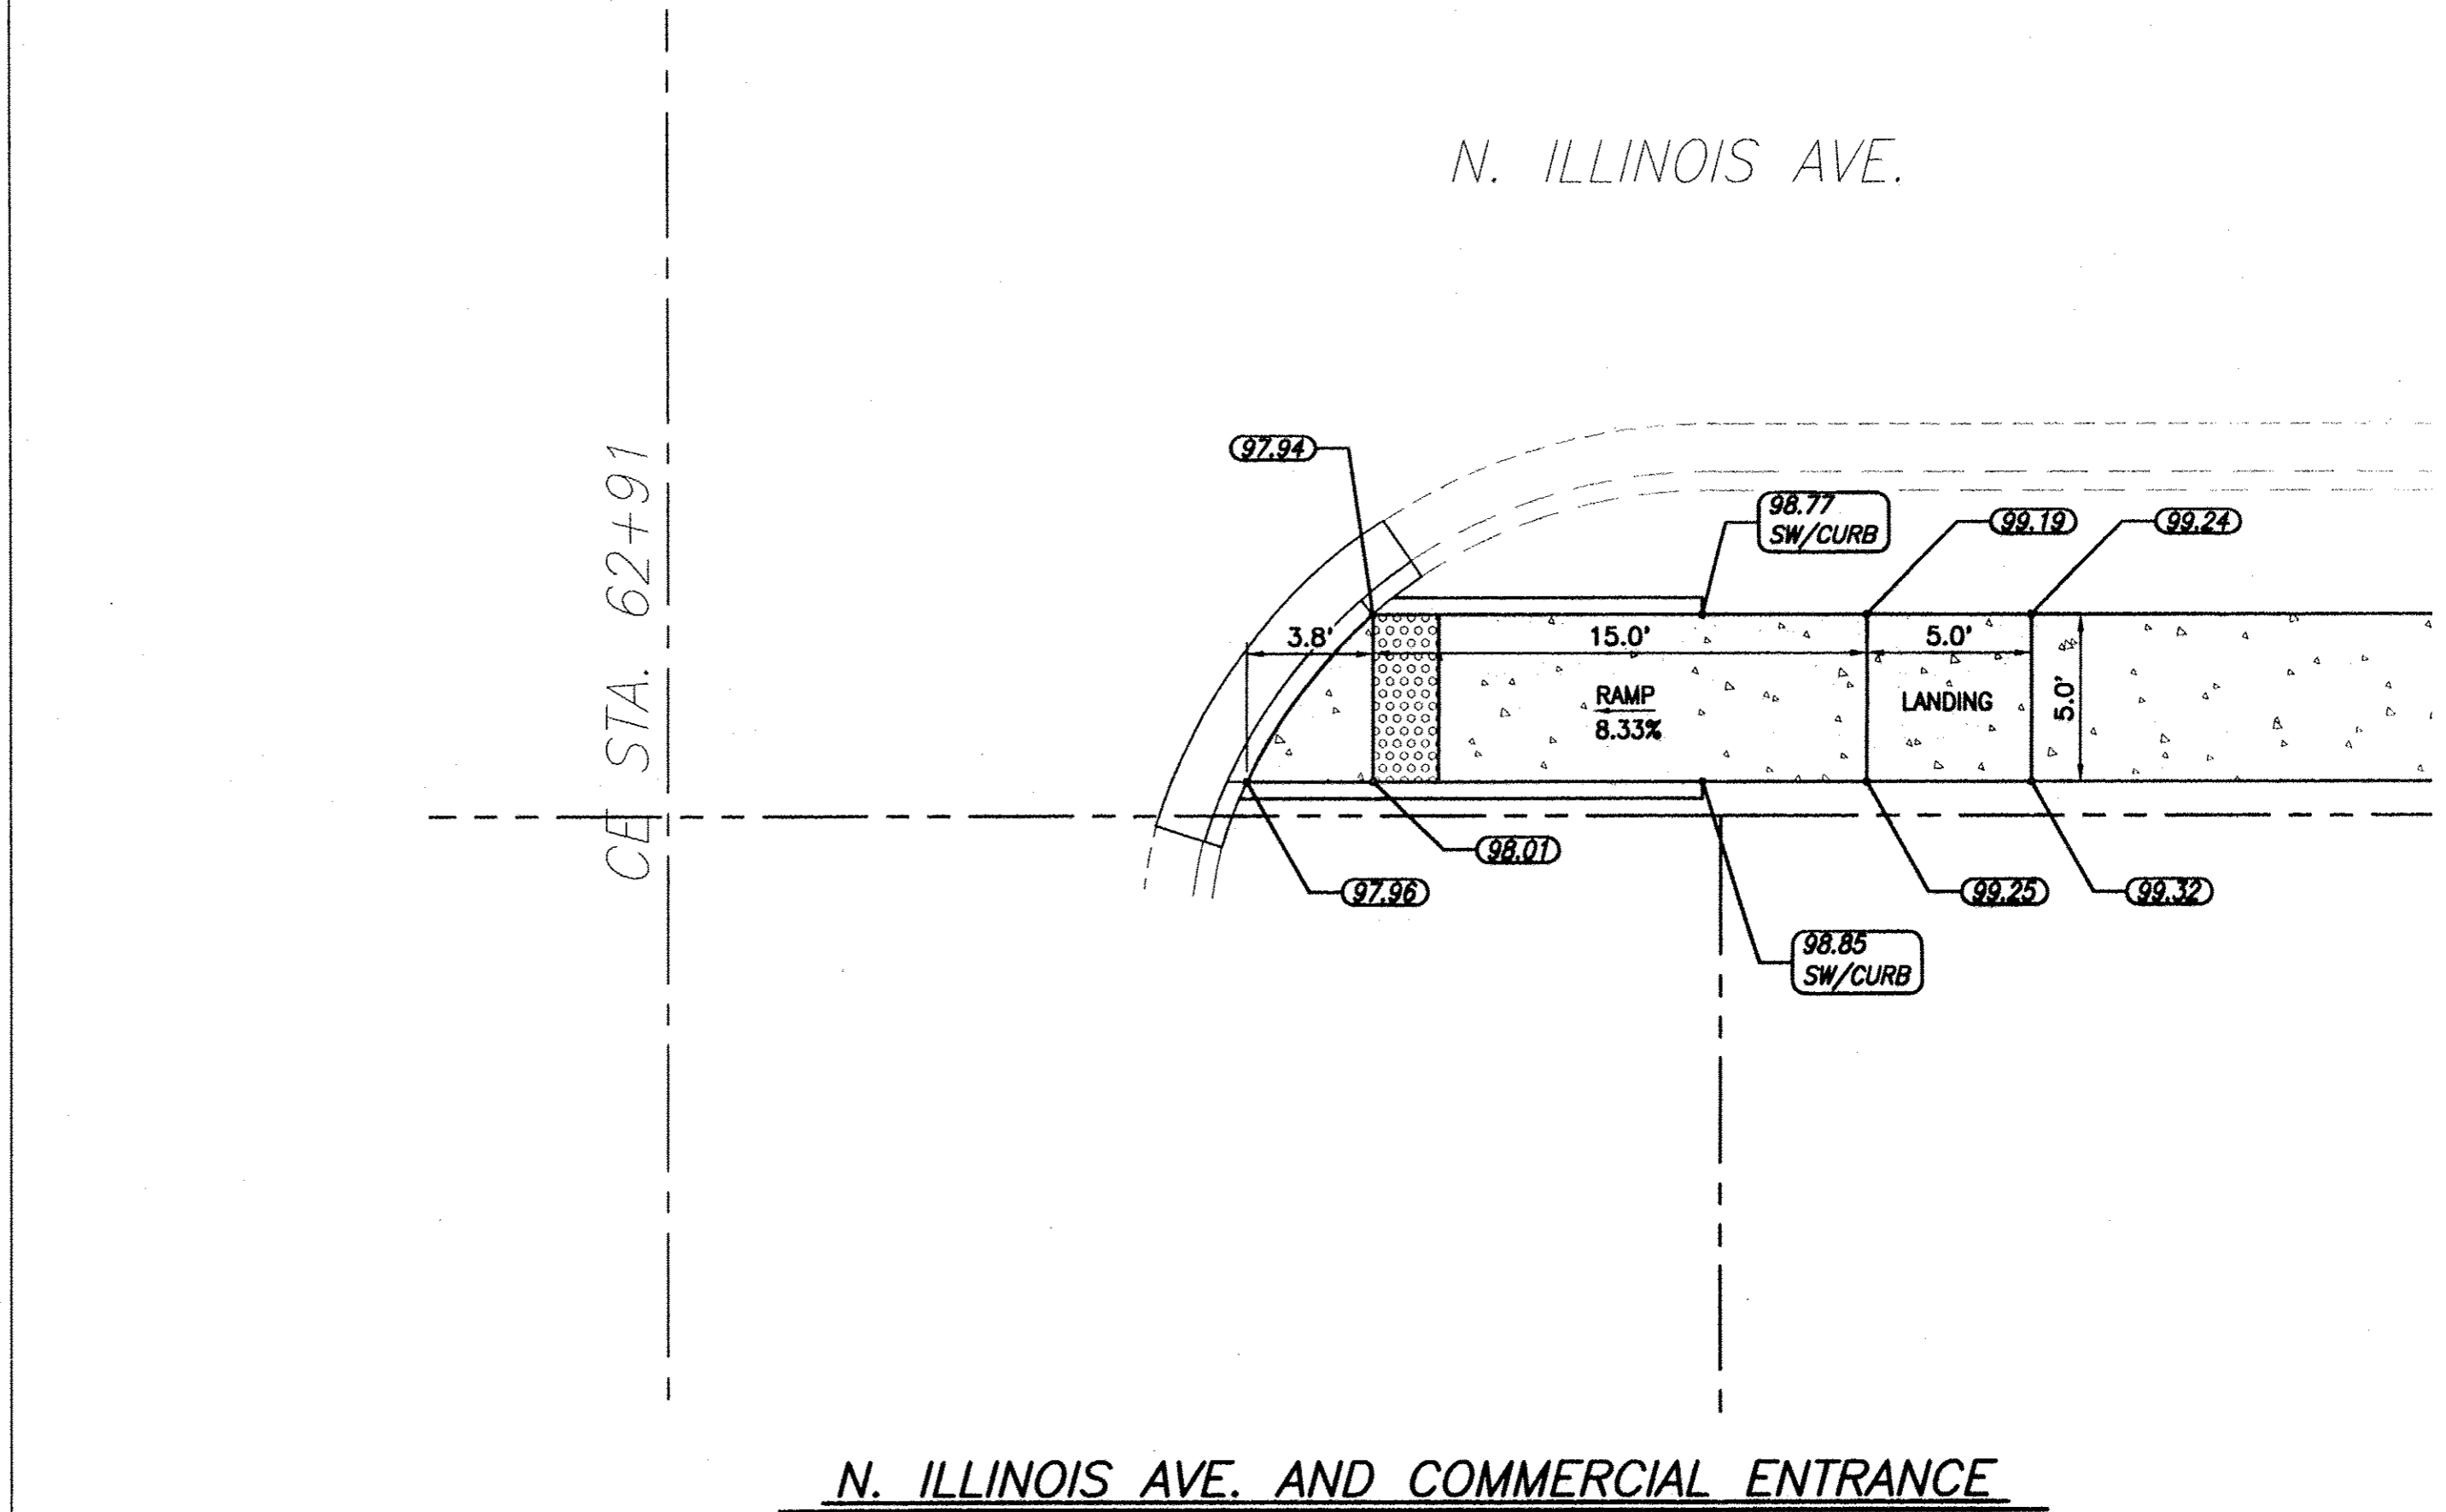 N. ILLINOIS AVE.
CE STA. 62+91
97.94
98.77
SW/CURB
99.19
99.24
3.8'
15.0'
5.0'
RAMP
8.33%
LANDING
5.0'
98.01
97.96
99.25
99.32
98.85
SW/CURB
N. ILLINOIS AVE. AND COMMERCIAL ENTRANCE